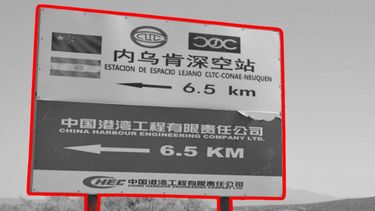 CLTC
内乌肯深空站
ESTACION DE ESPACIO LEJANO CLTC-CONAE-NEUQUEN
6.5 km
中国港湾工程有限责任公司
CHINA HARBOUR ENGINEERING COMPANY LTD.
6.5 KM
CHEC 中国港湾工程有限责任公司